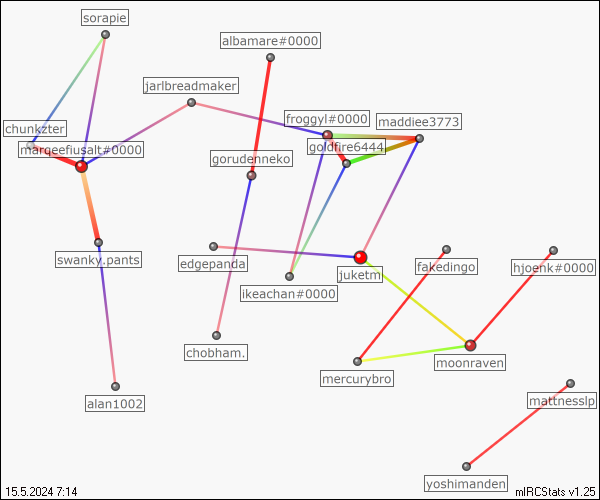 sorapie
albamare#0000
jarlbreadmaker
froggyl#0000
maddiee3773
chunkzter
marqeefiusalt#0000
goldfire6444
gorudenneko
swanky.pants
edgepanda
juketm
fakedingo
hjoenk#0000
ikeachan#0000
chobham.
moonraven
mercurybro
alan1002
mattnesslp
yoshimanden
15.5.2024 7:14
mIRCStats v1.25